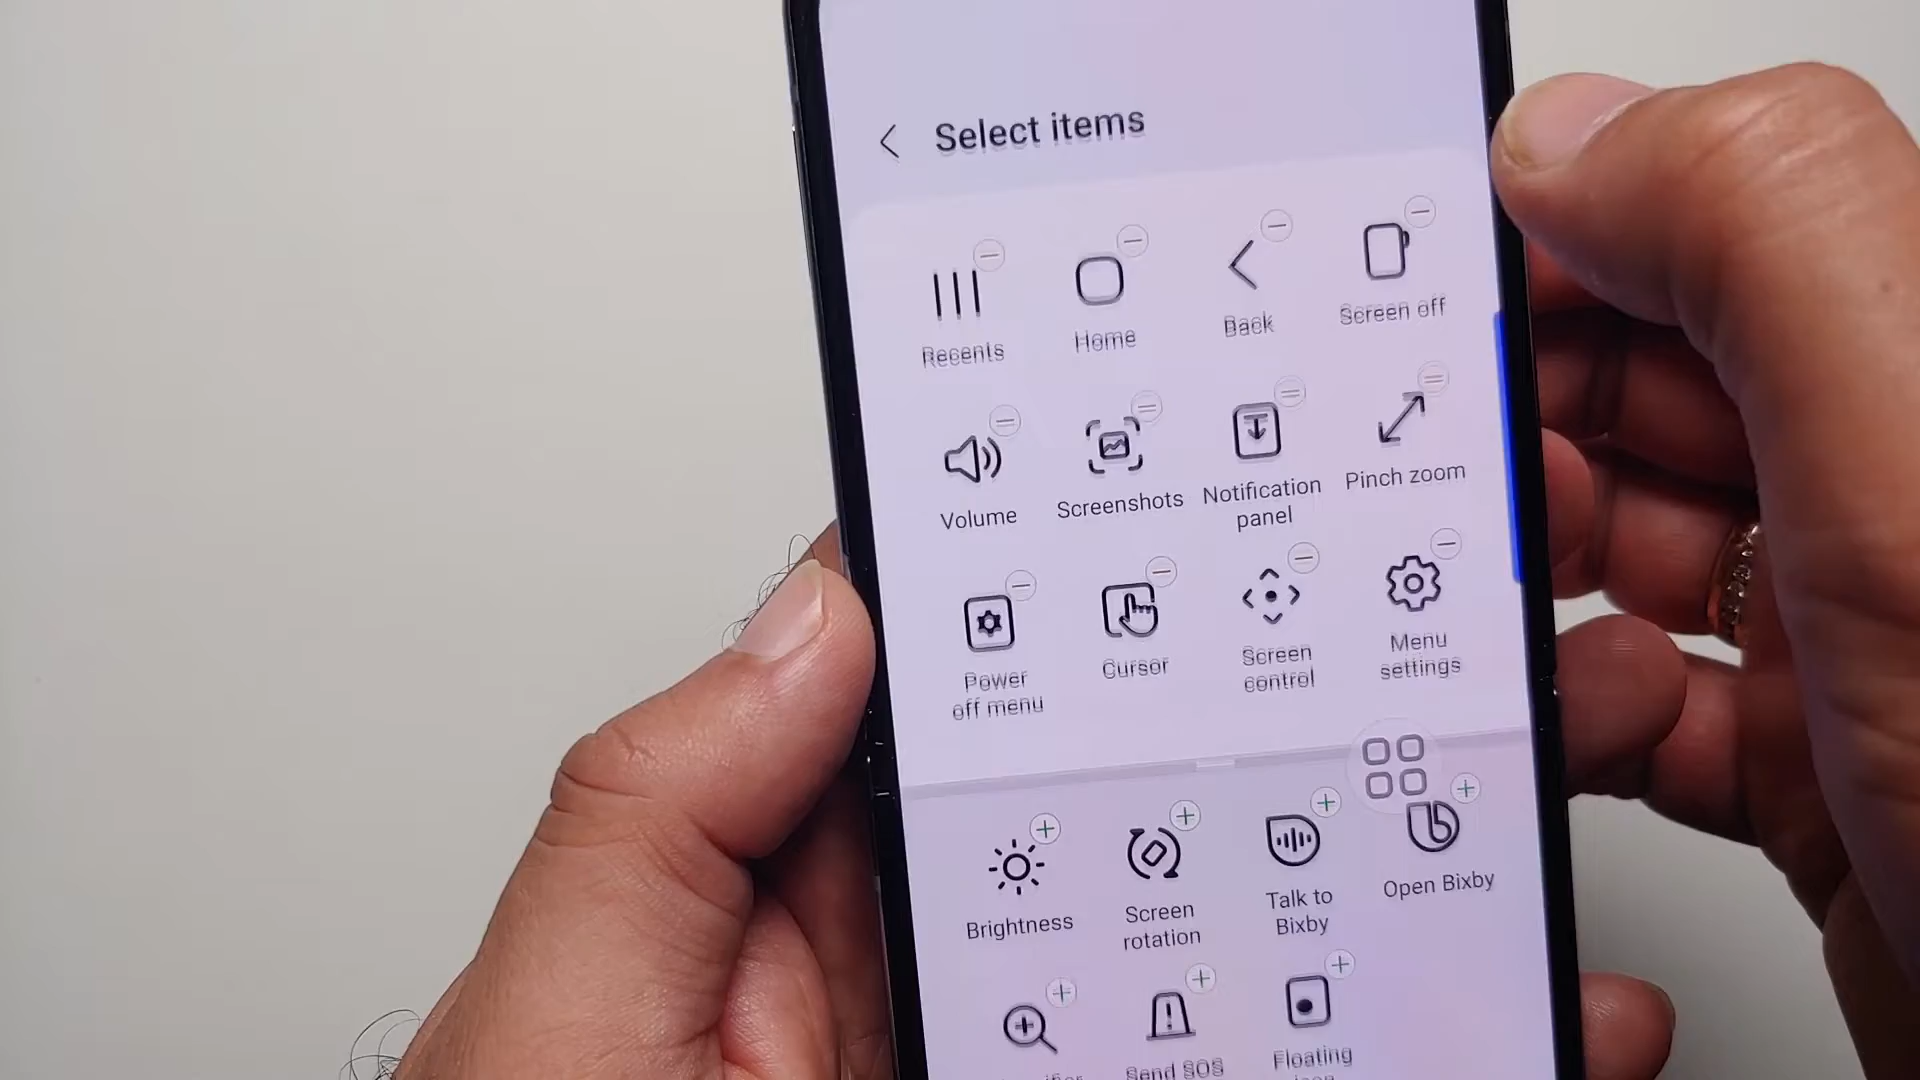 Select items
Recents
Home
Back
Screen off
Volume
Screenshots
Notification
panel
Pinch zoom
Power
off menu
Cursor
Screen
control
Menu
settings
Brightness
Screen
rotation
Talk to
Bixby
Open Bixby
Send SOS
Floating